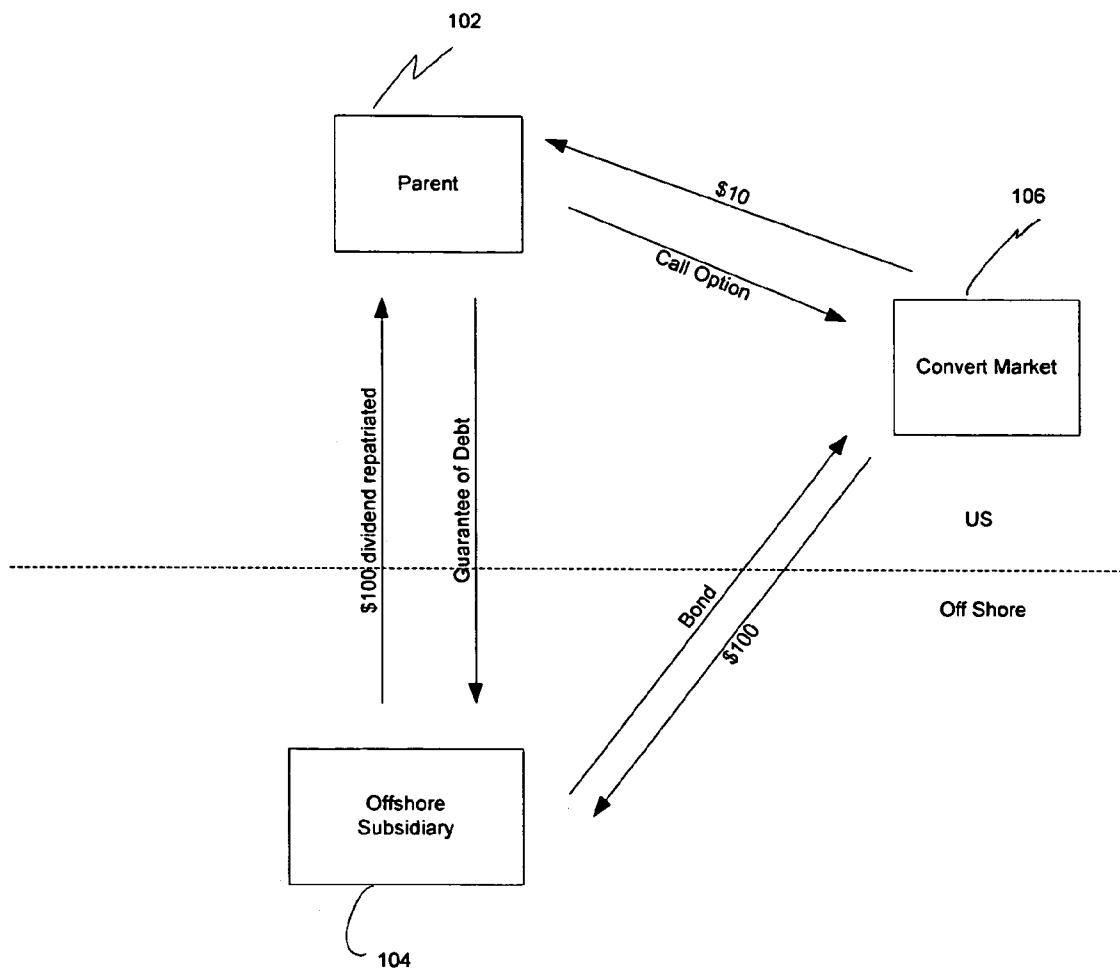 102
Parent
$10
106
Call Option
Convert Market
$100 dividend repatriated
Guarantee of Debt
US
Bond
$100
Off Shore
Offshore
Subsidiary
104